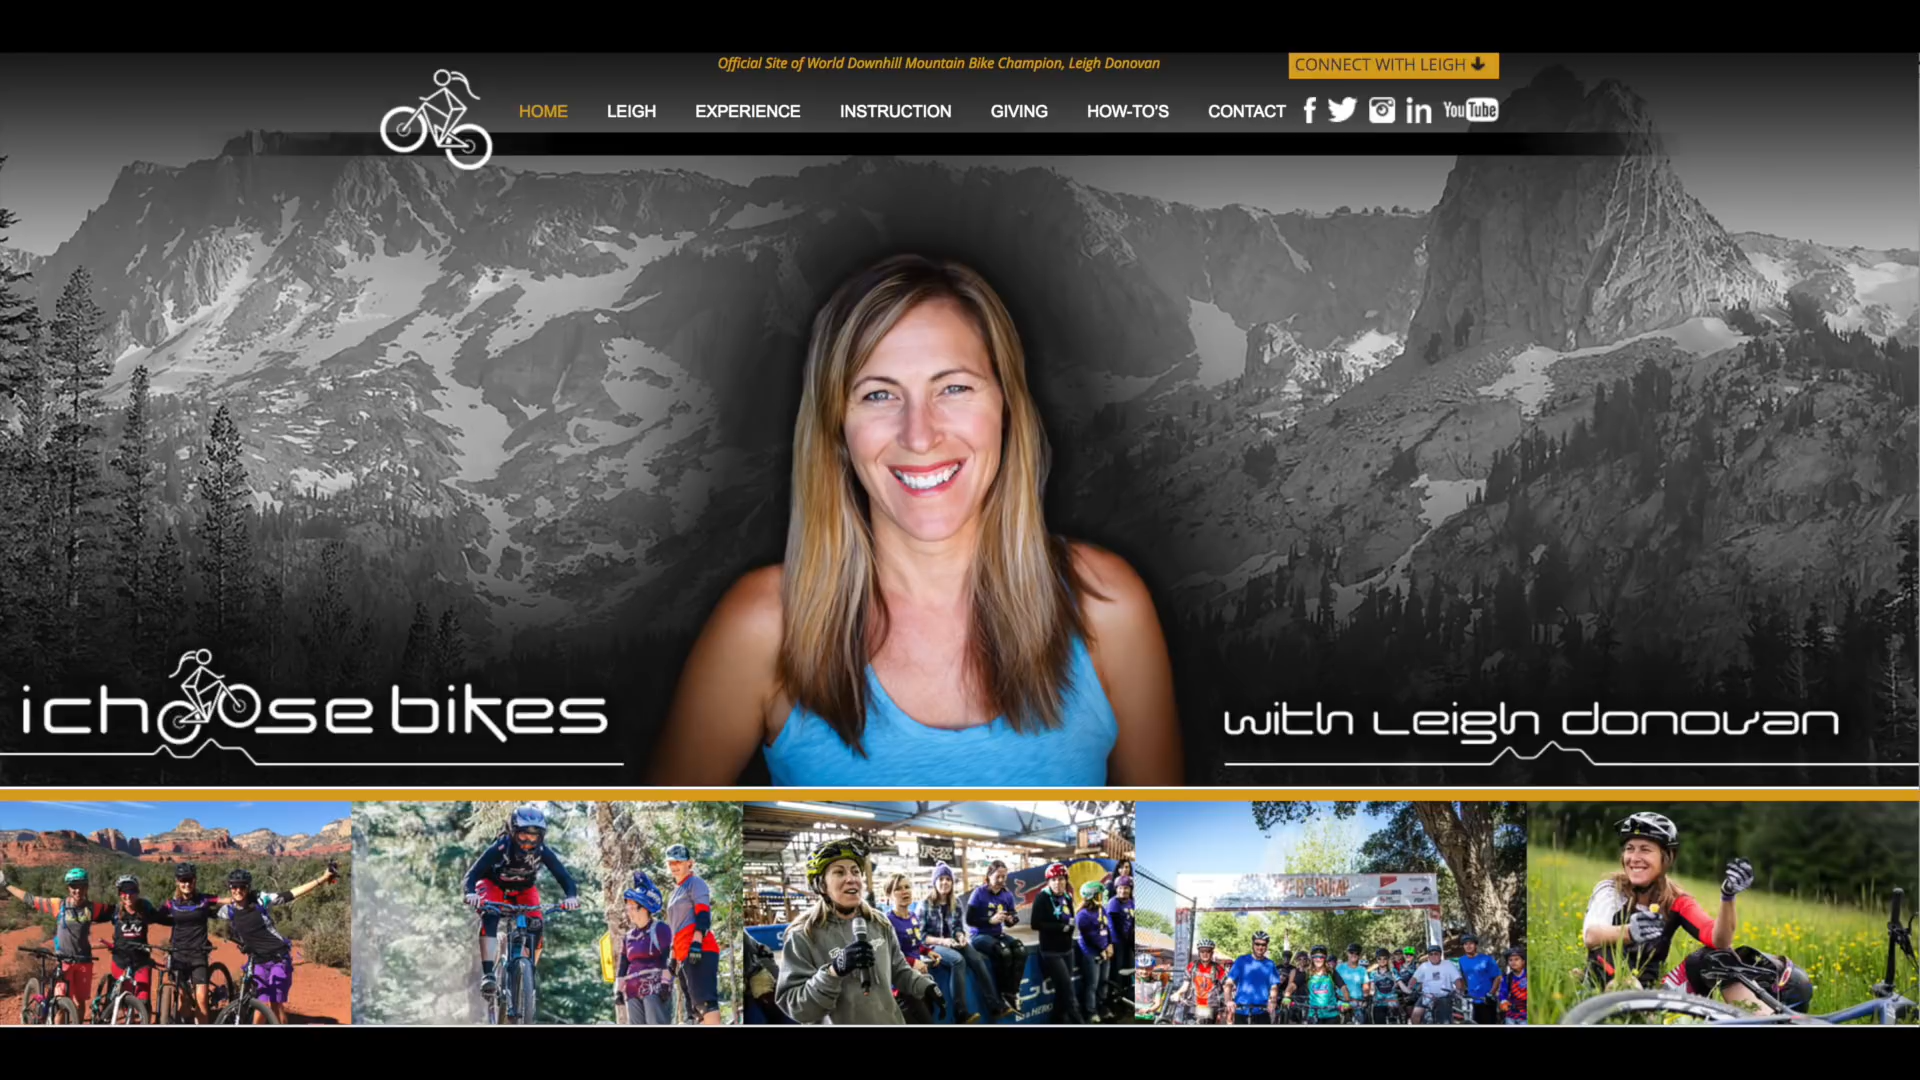 Official Site of World Downhill Mountain Bike Champion, Leigh Donovan
CONNECT WITH LEIGH
HOME LEIGH EXPERIENCE INSTRUCTION GIVING HOW-TO'S CONTACT f in YouTube
ichoose bikes
with Leigh donovan